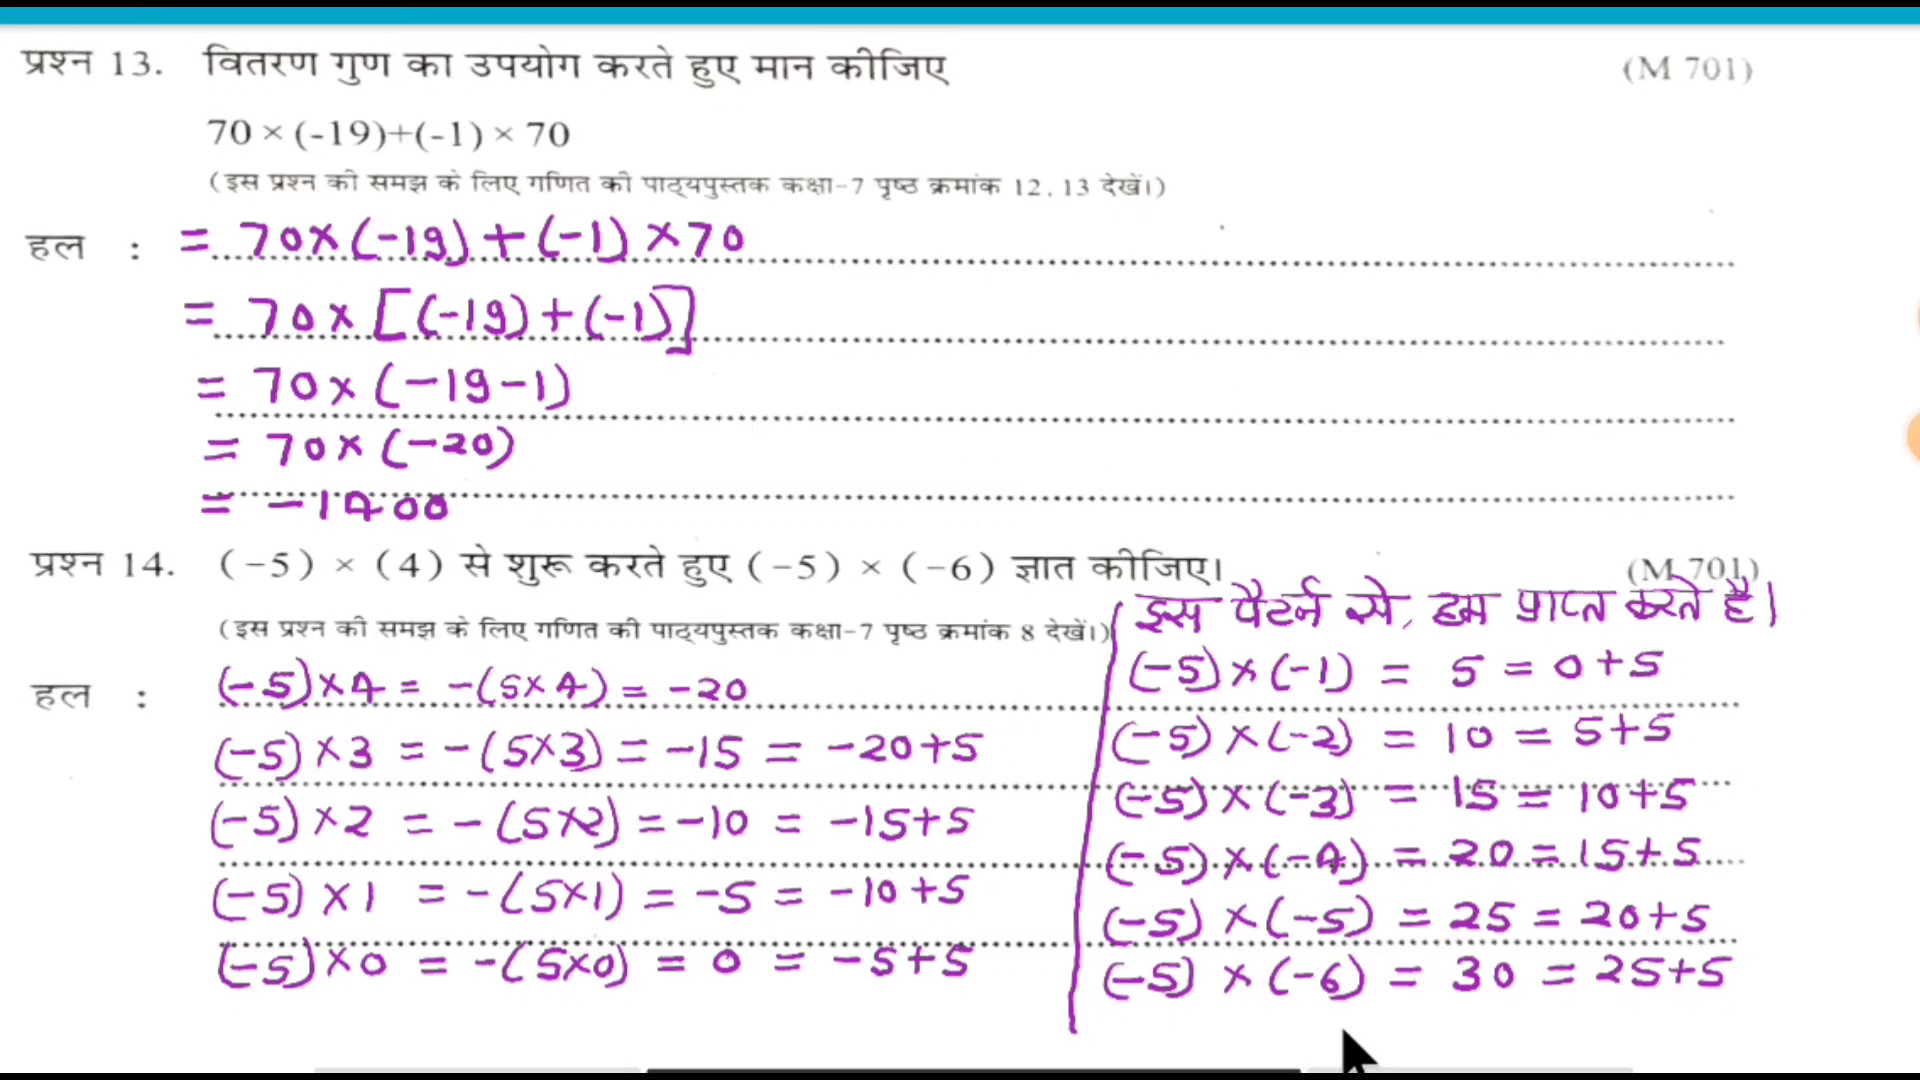 प्रश्न 13. वितरण गुण का उपयोग करते हुए मान कीजिए (M 701)
70 × (-19)+(-1) × 70
(इस प्रश्न की समझ के लिए गणित की पाठ्यपुस्तक कक्षा-7 पृष्ठ क्रमांक 12, 13 देखें।)
हल : = 70×(-19)+(-1)×70
= 70×[(-19)+(-1)]
= 70×(-19-1)
= 70×(-20)
= -1400
प्रश्न 14. (-5) × (4) से शुरू करते हुए (-5) × (-6) ज्ञात कीजिए। (M 701)
(इस प्रश्न की समझ के लिए गणित की पाठ्यपुस्तक कक्षा-7 पृष्ठ क्रमांक 8 देखें।)
हल : (-5)×4 = -(5×4) = -20
(-5)×3 = -(5×3) = -15 = -20+5
(-5)×2 = -(5×2) = -10 = -15+5
(-5)×1 = -(5×1) = -5 = -10+5
(-5)×0 = -(5×0) = 0 = -5+5
इस पैटर्न से, हम प्राप्त करते है।
(-5)×(-1) = 5 = 0+5
(-5)×(-2) = 10 = 5+5
(-5)×(-3) = 15 = 10+5
(-5)×(-4) = 20 = 15+5
(-5)×(-5) = 25 = 20+5
(-5)×(-6) = 30 = 25+5